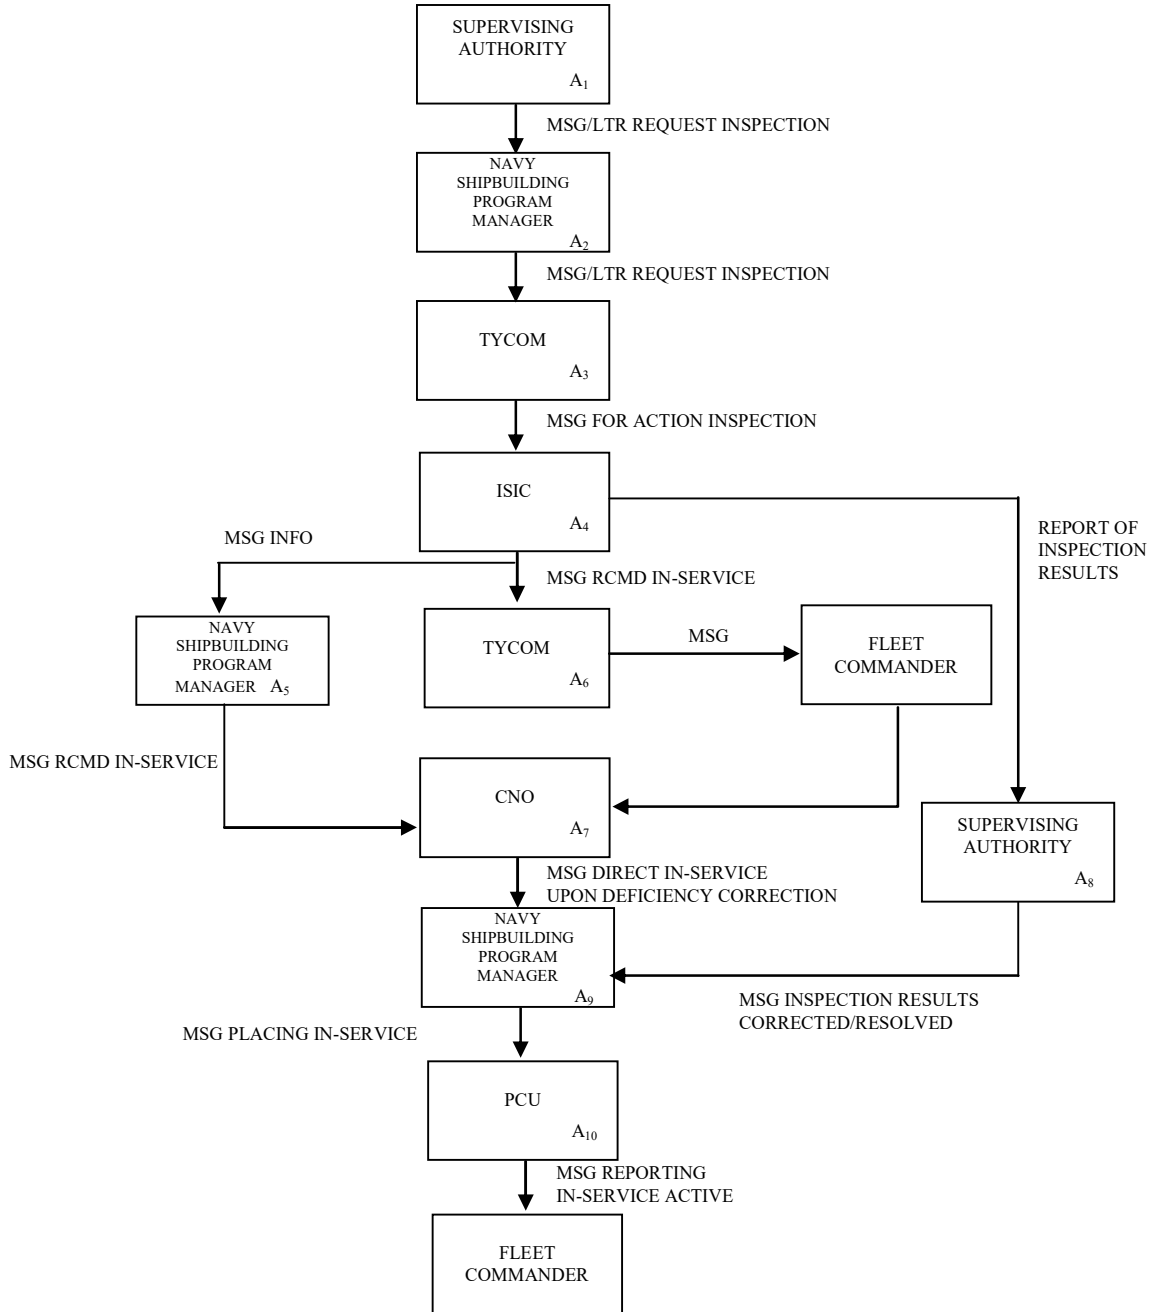 SUPERVISING
AUTHORITY
A₁
MSG/LTR REQUEST INSPECTION
NAVY
SHIPBUILDING
PROGRAM
MANAGER
A₂
MSG/LTR REQUEST INSPECTION
TYCOM
A₃
MSG FOR ACTION INSPECTION
ISIC
A₄
REPORT OF
INSPECTION
RESULTS
MSG INFO
MSG RCMD IN-SERVICE
NAVY
SHIPBUILDING
PROGRAM
MANAGER A₅
TYCOM
A₆
MSG
FLEET
COMMANDER
MSG RCMD IN-SERVICE
CNO
A₇
SUPERVISING
AUTHORITY
A₈
MSG DIRECT IN-SERVICE
UPON DEFICIENCY CORRECTION
NAVY
SHIPBUILDING
PROGRAM
MANAGER
A₉
MSG INSPECTION RESULTS
CORRECTED/RESOLVED
MSG PLACING IN-SERVICE
PCU
A₁₀
MSG REPORTING
IN-SERVICE ACTIVE
FLEET
COMMANDER